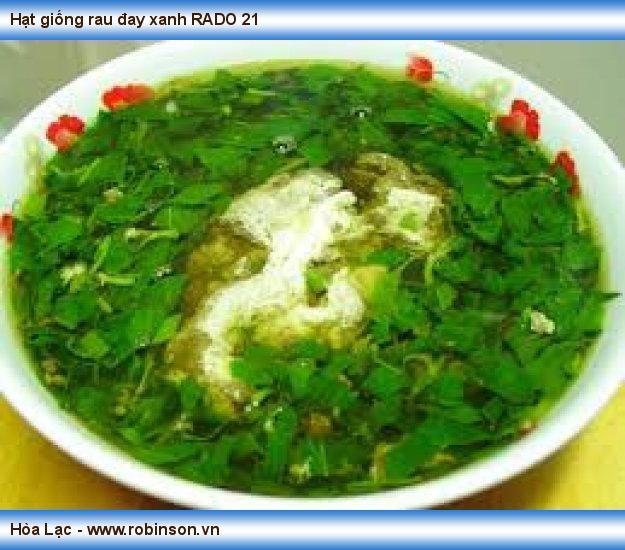 Hạt giống rau đay xanh RADO 21
Hòa Lạc - www.robinson.vn